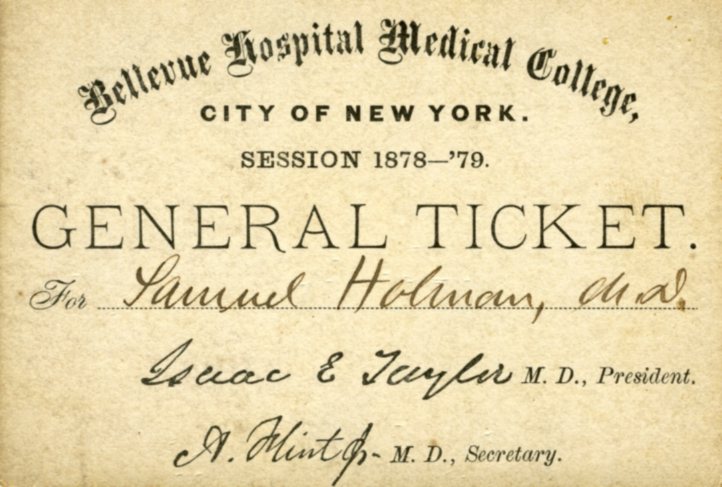 Bellevue Hospital Medical College,
CITY OF NEW YORK.
SESSION 1878—'79.
GENERAL TICKET.
For Samuel Holman, M.D.
Isaac E Taylor M. D., President.
A. Flint Jr. M. D., Secretary.